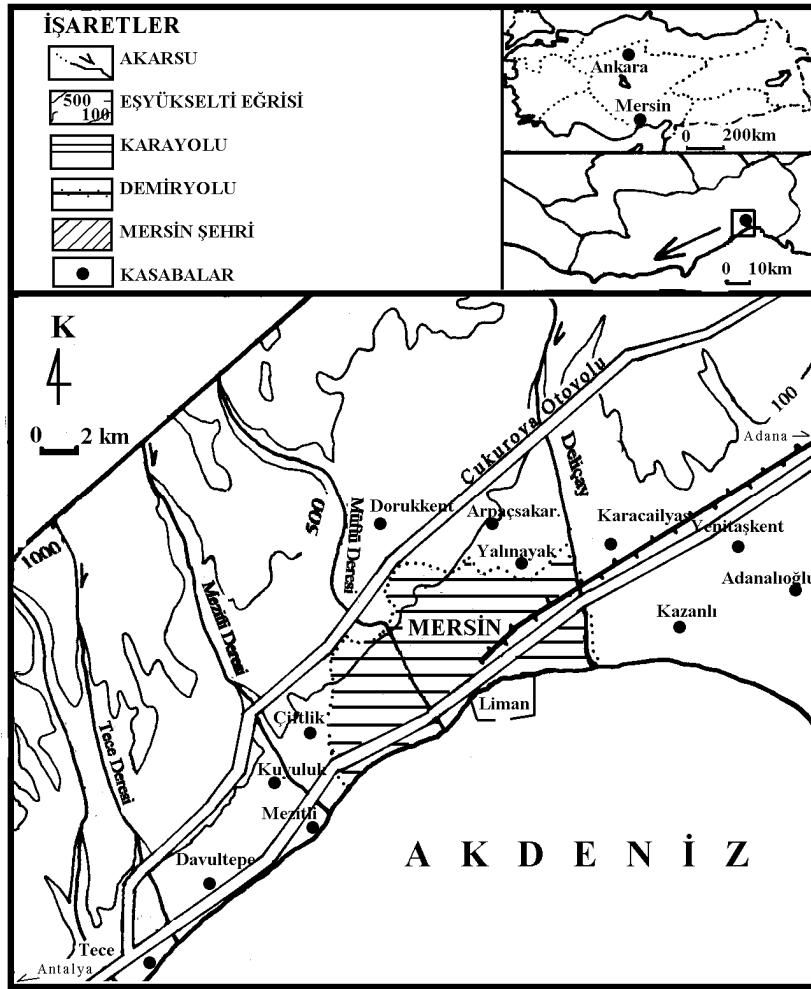 İŞARETLER
AKARSU
500
100
EŞYÜKSELTİ EĞRİSİ
KARAYOLU
DEMİRYOLU
MERSİN ŞEHRİ
KASABALAR
Ankara
Mersin
0 200km
0 10km
K
0 2 km
Çukurova Otoyolu
100
Adana
Deliçay
500
Müftü Deresi
Dorukkent
Arpaçsakar
Karacailyas
Yenitaşkent
Yalınayak
1000
Adanalıoğlu
Mezitli Deresi
MERSİN
Kazanlı
Liman
Çiftlik
Tece Deresi
Kuyuluk
Mezitli
Davultepe
AKDENİZ
Tece
Antalya